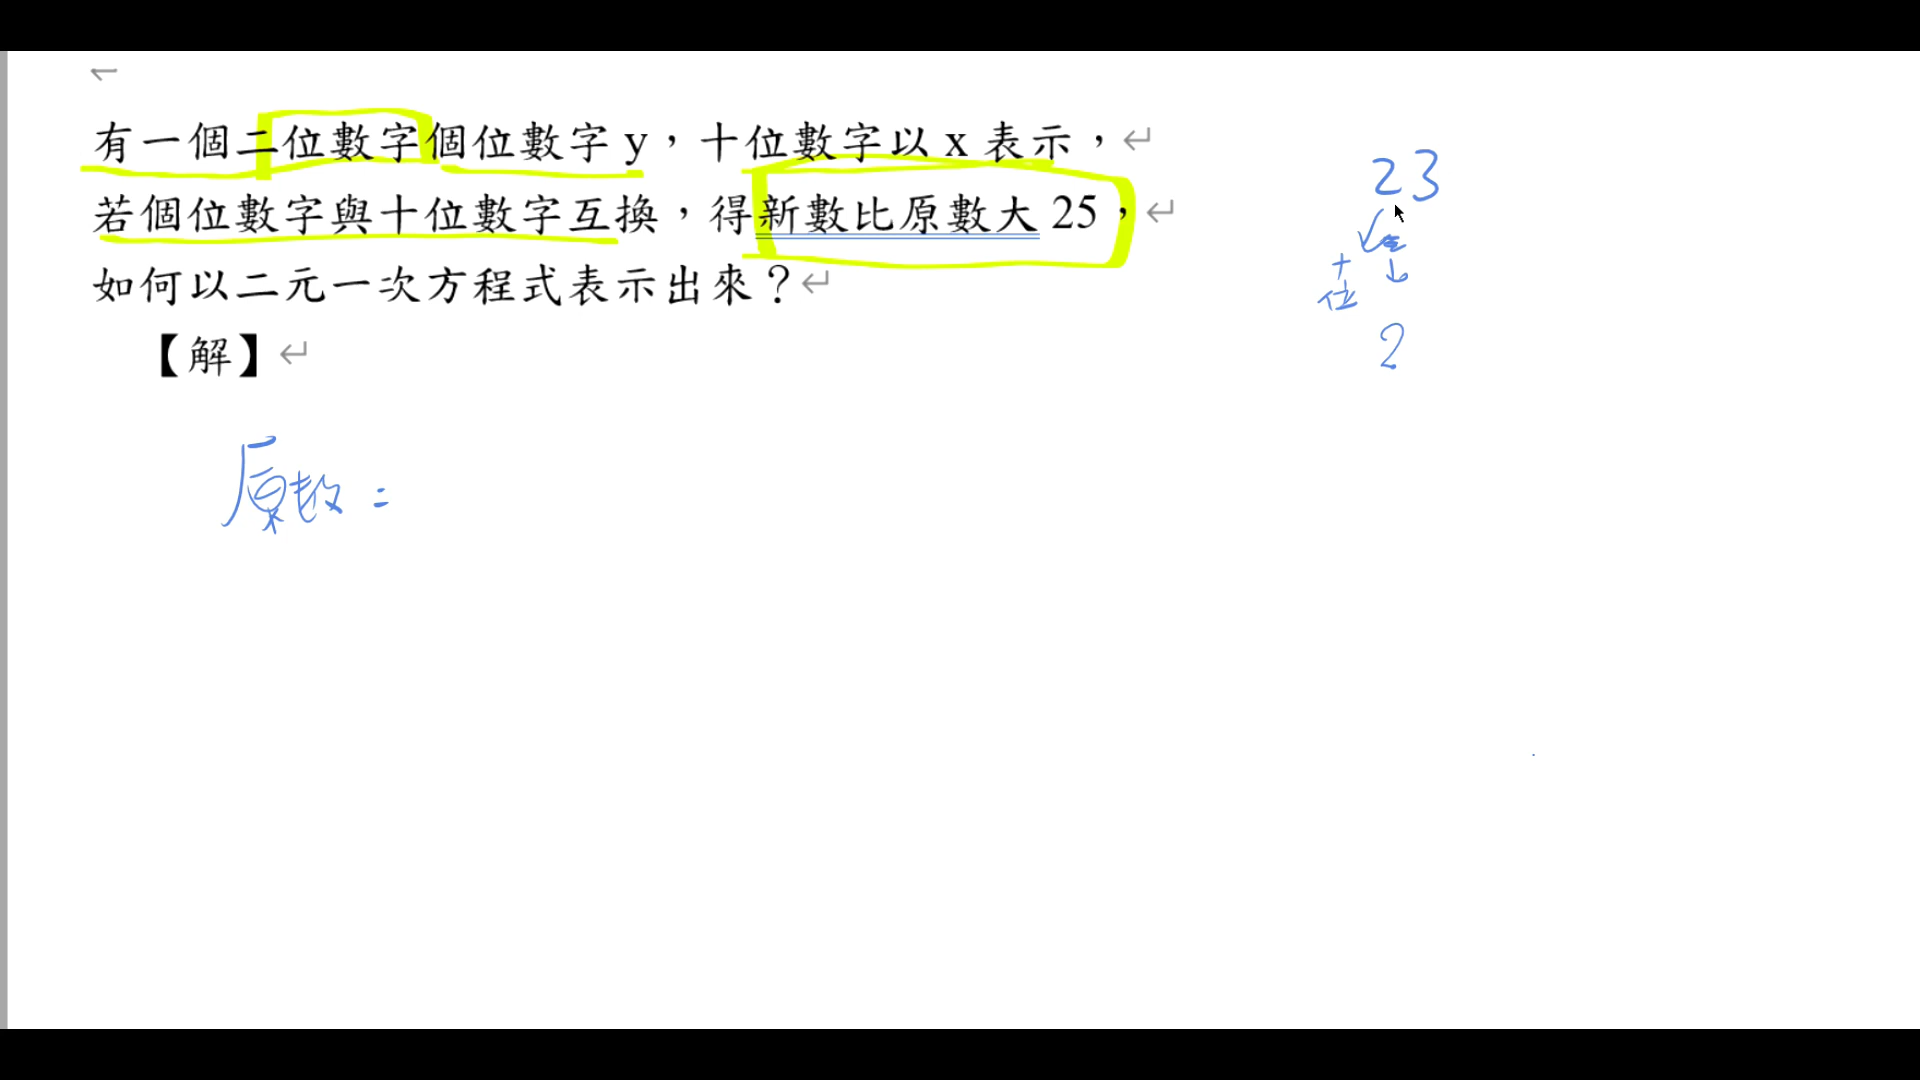 有一個二位數字個位數字 y，十位數字以 x 表示，
若個位數字與十位數字互換，得新數比原數大 25，
如何以二元一次方程式表示出來？
【解】
原数 =
23
十
位
2